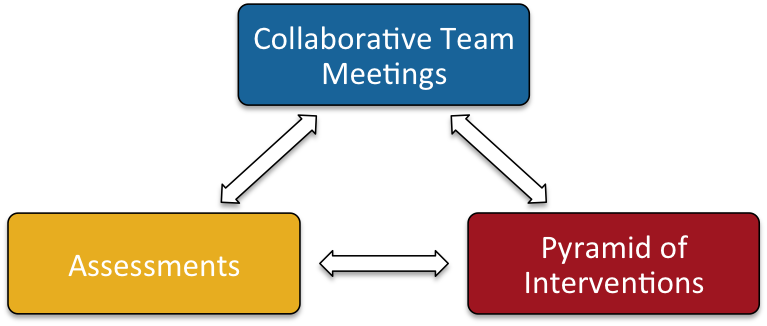 Collaborative Team
Meetings
Assessments
Pyramid of
Interventions